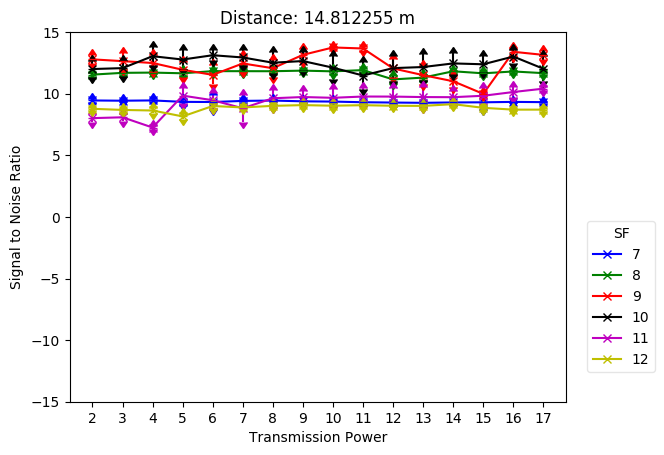 Distance: 14.812255 m
Signal to Noise Ratio
15
10
5
0
−5
−10
−15
2 3 4 5 6 7 8 9 10 11 12 13 14 15 16 17
Transmission Power
SF
7
8
9
10
11
12